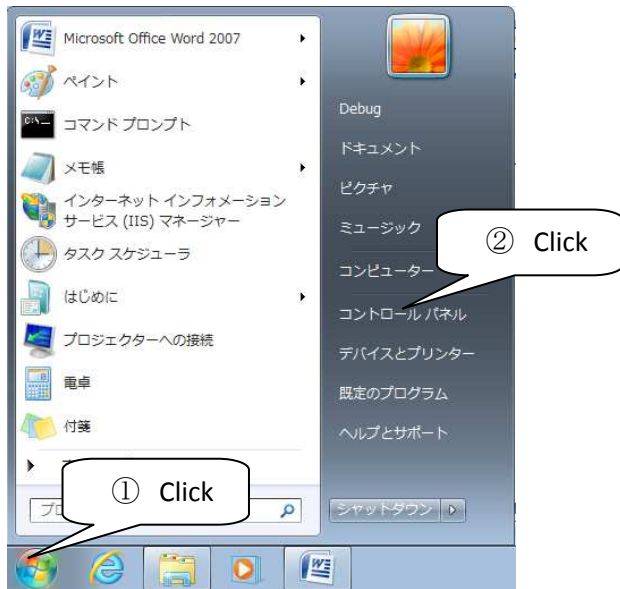 Microsoft Office Word 2007
ペイント
C:\
コマンド プロンプト
メモ帳
インターネット インフォメーション
サービス (IIS) マネージャー
タスク スケジューラ
はじめに
プロジェクターへの接続
電卓
付箋
① Click
Debug
ドキュメント
ピクチャ
ミュージック
コンピューター
② Click
コントロール パネル
デバイスとプリンター
既定のプログラム
ヘルプとサポート
シャットダウン